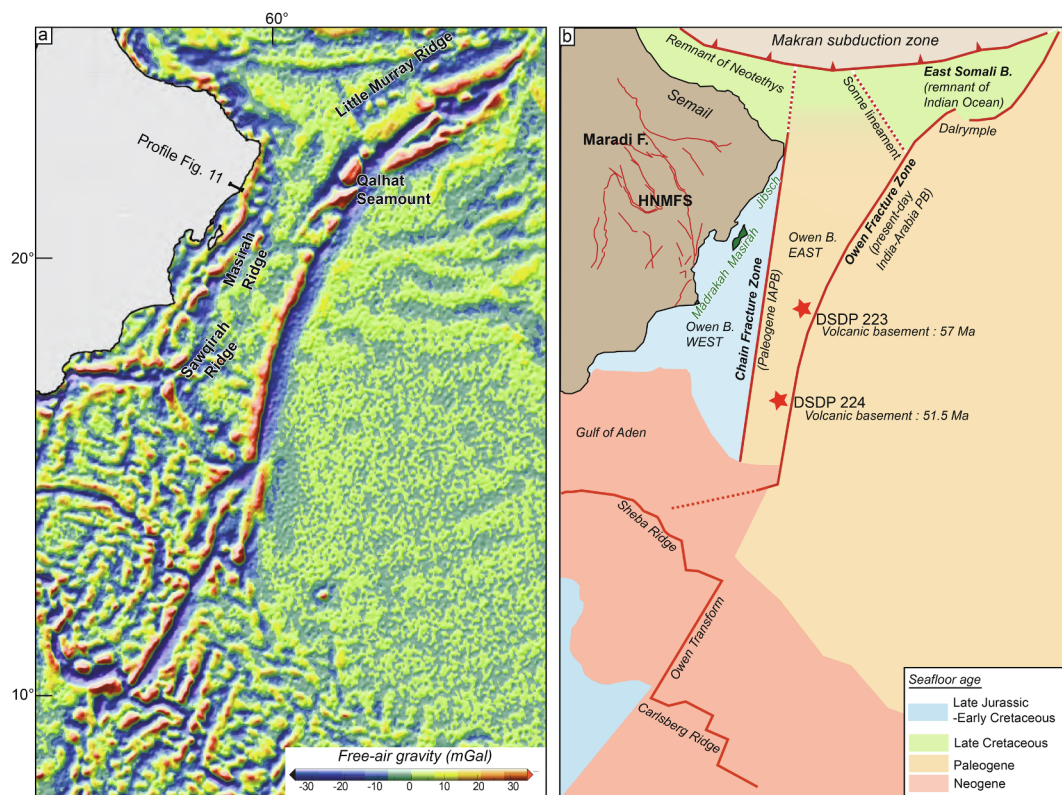 a
60°
20°
10°
Little Murray Ridge
Profile Fig. 11
Qalhat
Seamount
Masirah
Ridge
Sawqirah
Ridge
Free-air gravity (mGal)
-30 -20 -10 0 10 20 30
b
Makran subduction zone
Remnant of Neotethys
East Somali B.
(remnant of
Indian Ocean)
Semail
Sonne lineament
Dalrymple
Maradi F.
HNMFS
Jibsch
Masirah
Madrakah
Owen B.
EAST
Owen Fracture Zone
(present-day
India-Arabia PB)
Owen B.
WEST
Chain Fracture Zone
(Paleogene IAPB)
DSDP 223
Volcanic basement : 57 Ma
DSDP 224
Volcanic basement : 51.5 Ma
Gulf of Aden
Sheba Ridge
Owen Transform
Carlsberg Ridge
Seafloor age
Late Jurassic
-Early Cretaceous
Late Cretaceous
Paleogene
Neogene